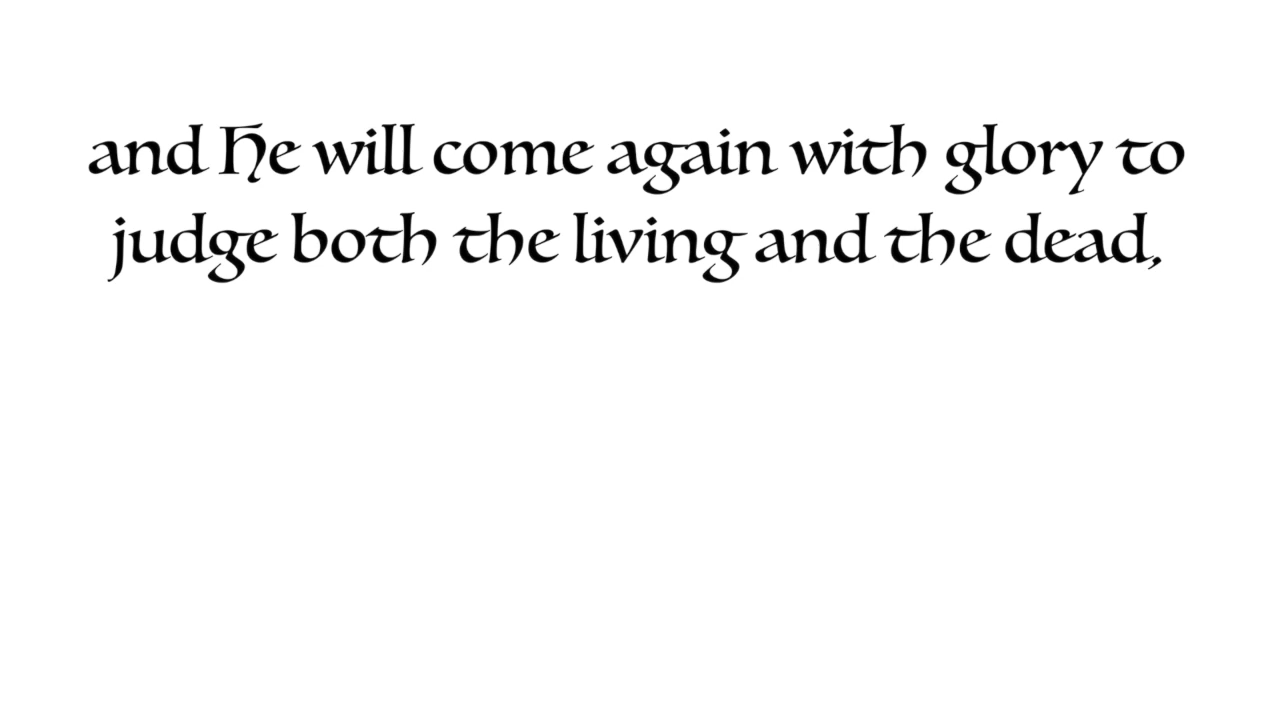 and He will come again with glory to
judge both the living and the dead,